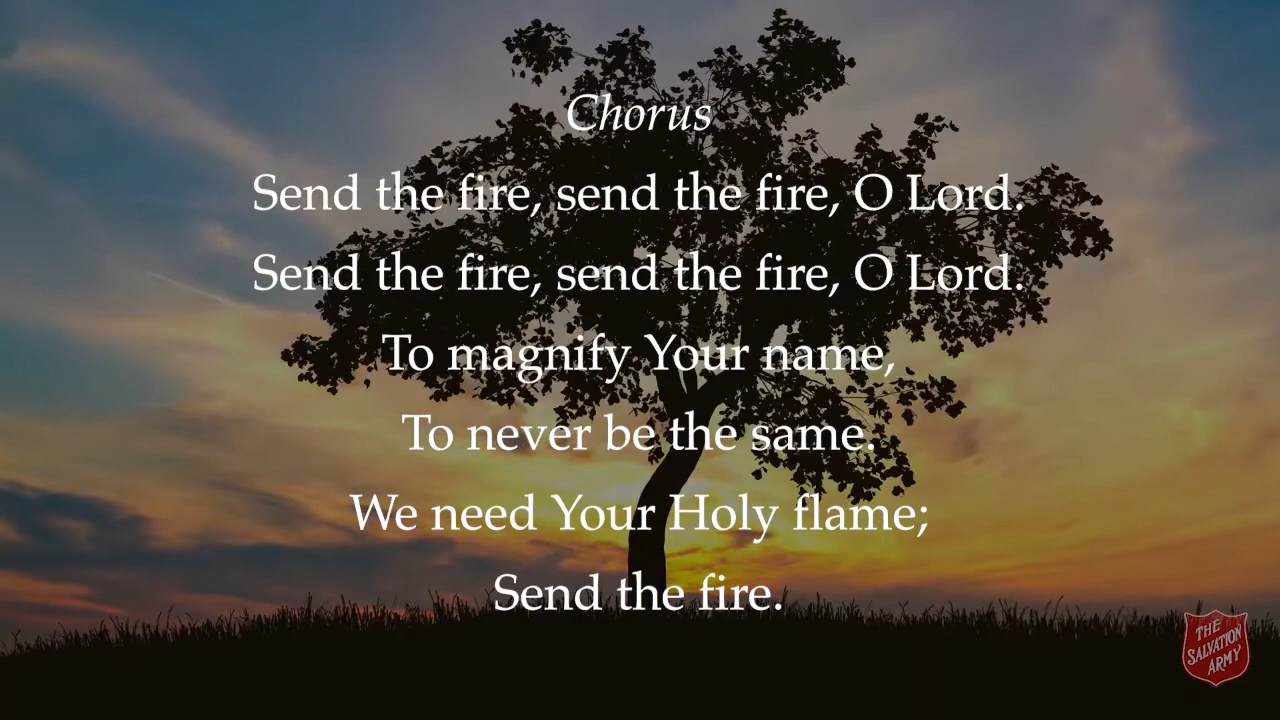 Chorus
Send the fire, send the fire, O Lord.
Send the fire, send the fire, O Lord.
To magnify Your name,
To never be the same.
We need Your Holy flame;
Send the fire.
THE
SALVATION
ARMY